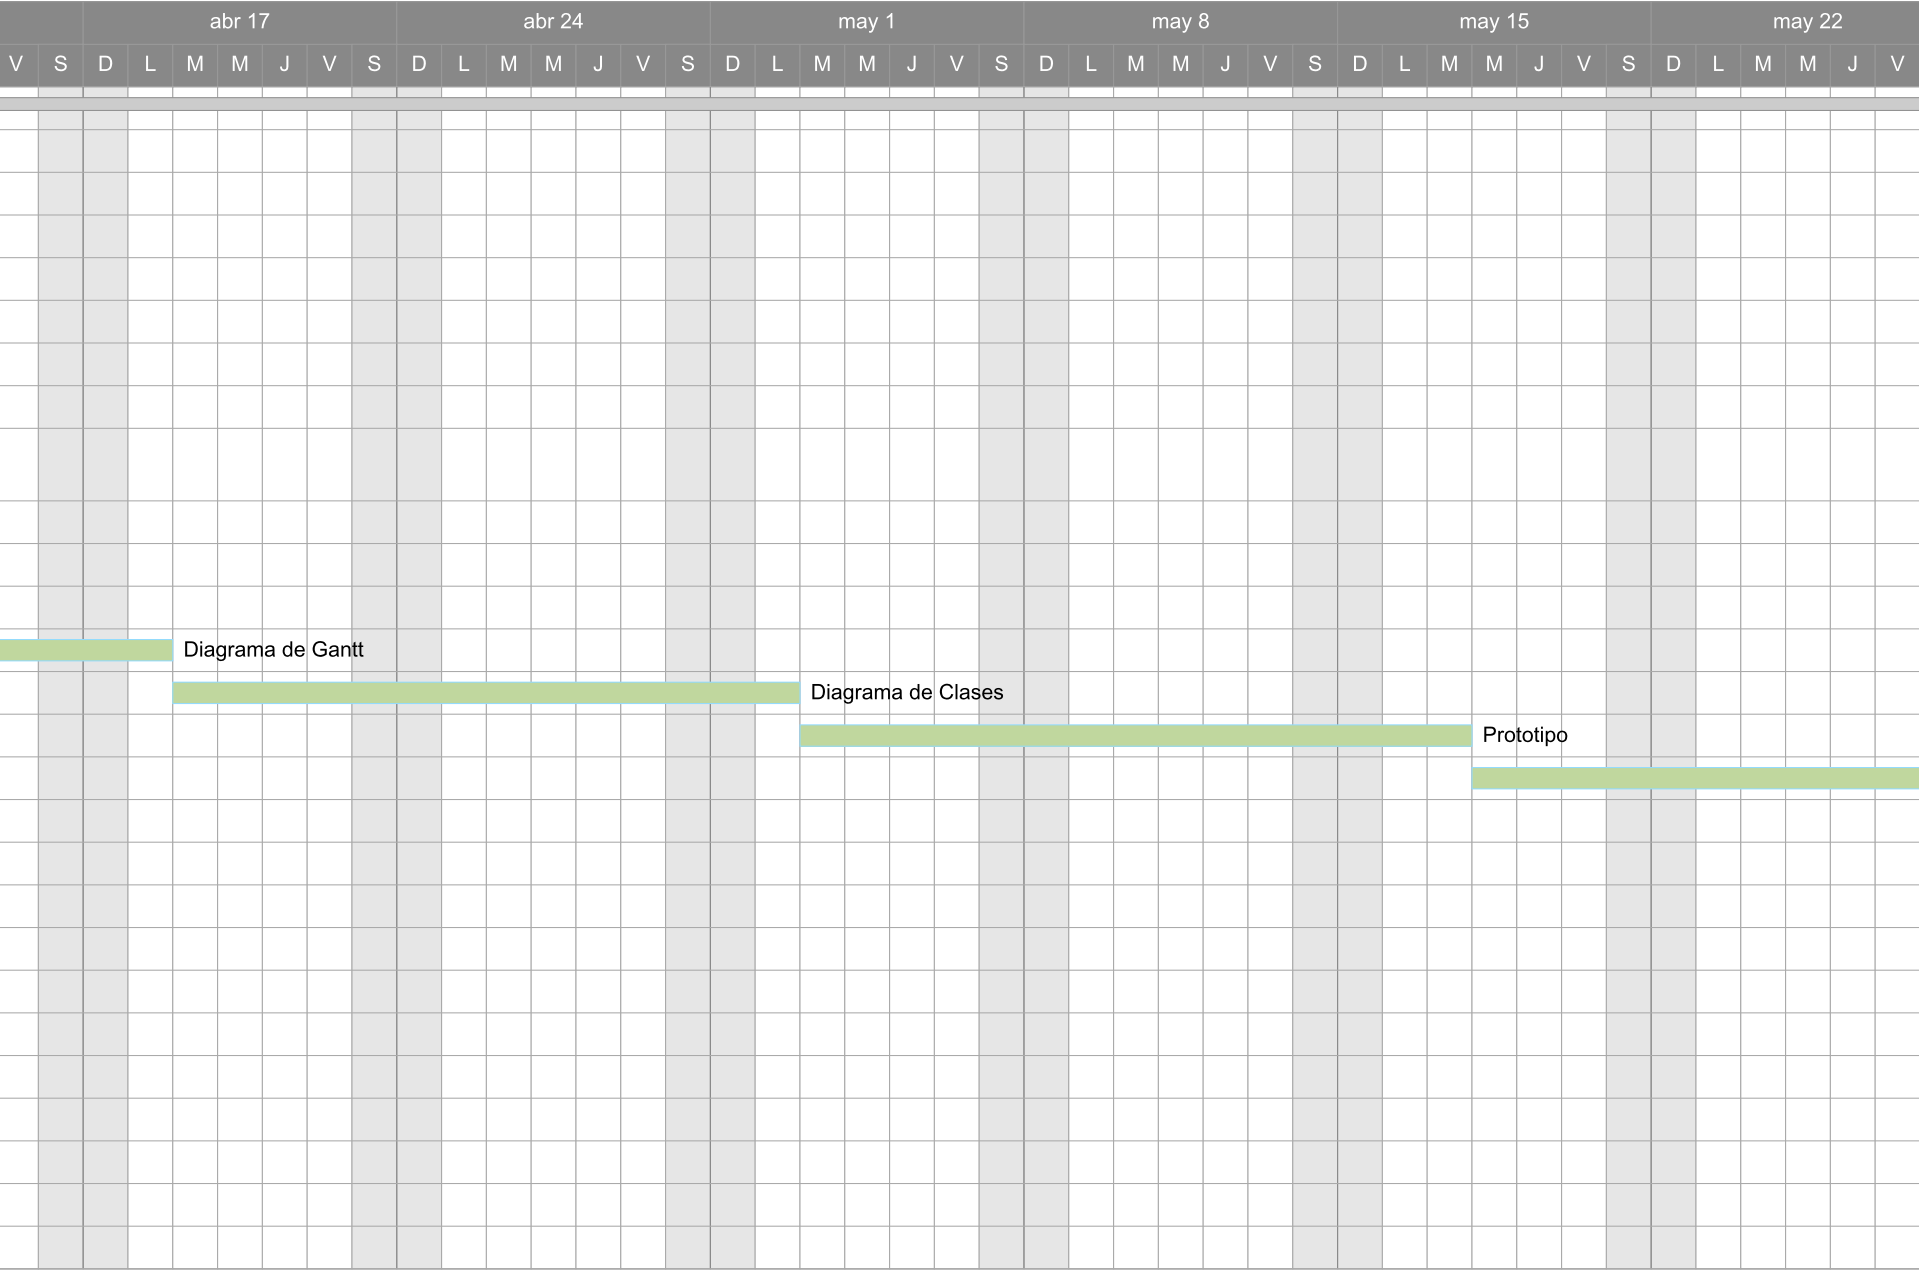 abr 17 abr 24 may 1 may 8 may 15 may 22
V S D L M M J V S D L M M J V S D L M M J V S D L M M J V S D L M M J V S D L M M J V
Diagrama de Gantt
Diagrama de Clases
Prototipo